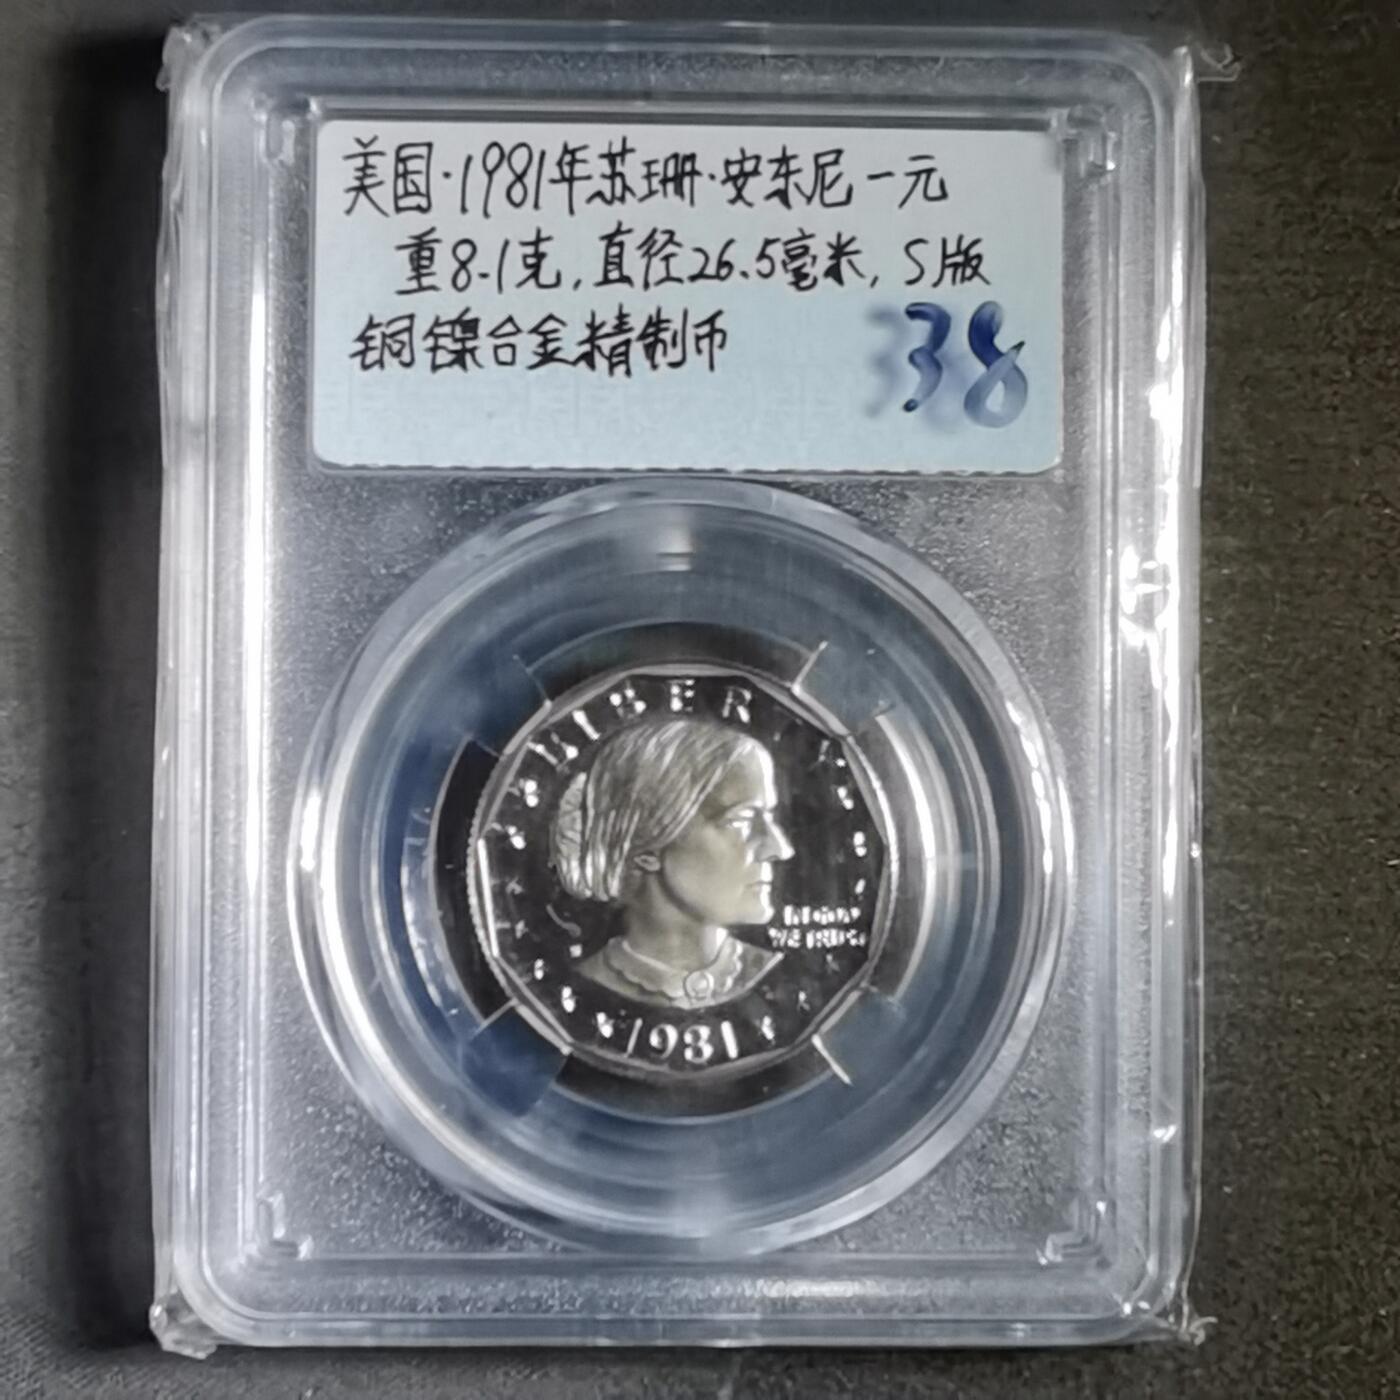 美国·1981年苏珊·安东尼一元
重8.1克,直径26.5毫米,S版
铜镍合金精制币
38
LIBERTY
IN GOD
WE TRUST
1981